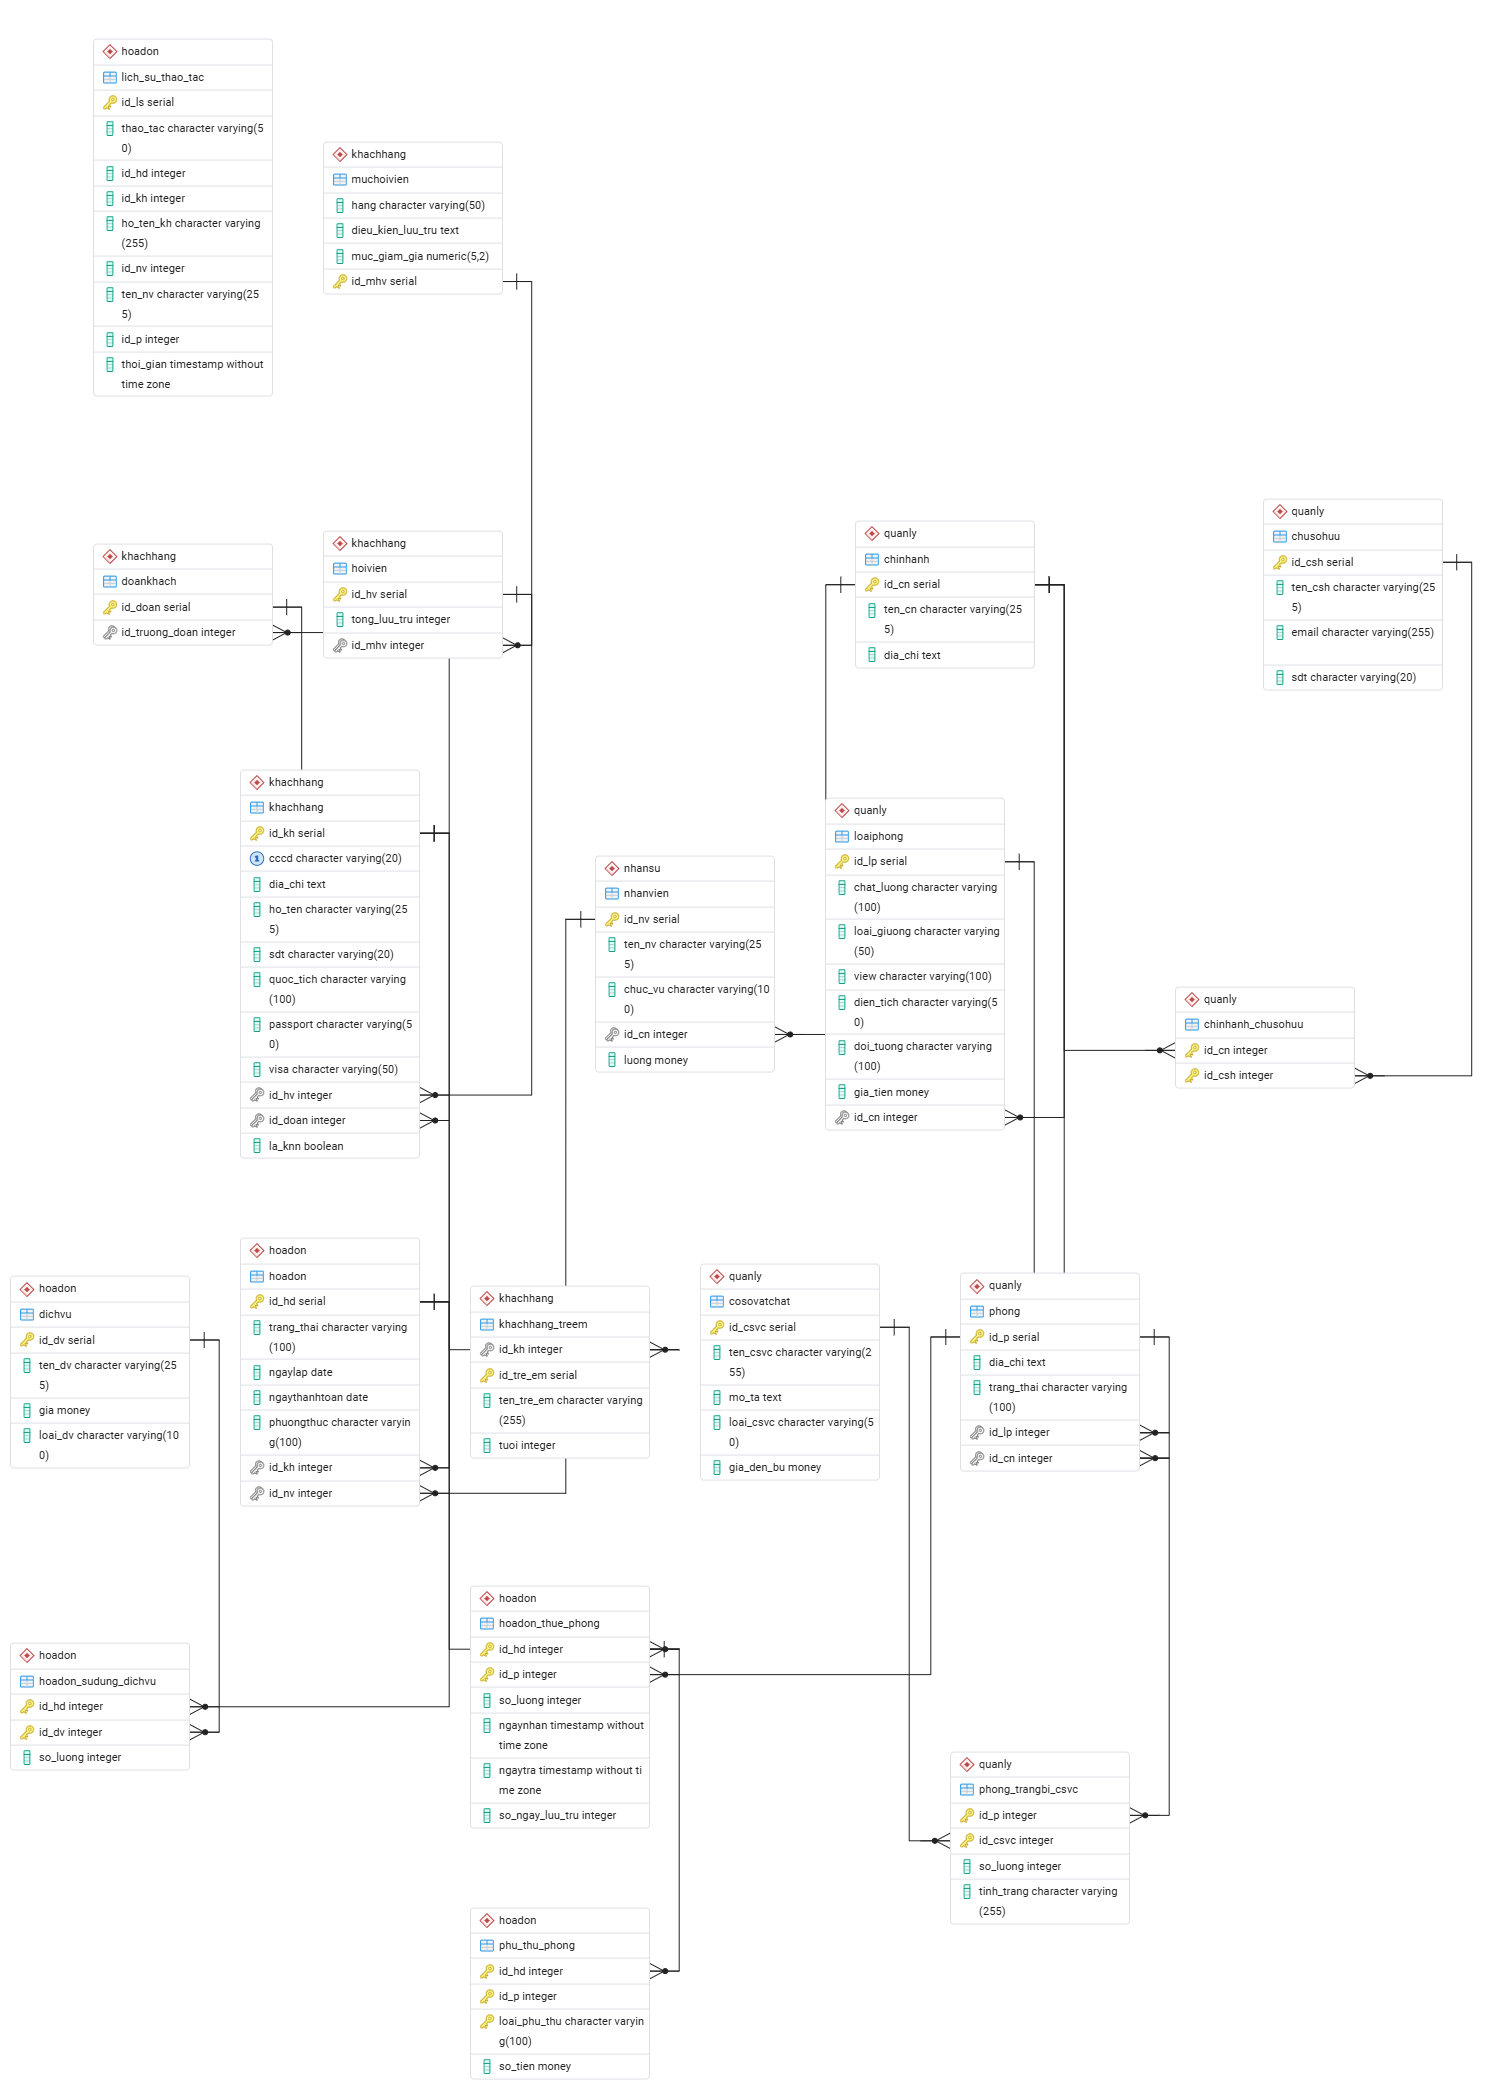 hoadon
lich_su_thao_tac
id_ls serial
thao_tac character varying(5
0)
id_hd integer
id_kh integer
ho_ten_kh character varying
(255)
id_nv integer
ten_nv character varying(25
5)
id_p integer
thoi_gian timestamp without
time zone
khachhang
muchoivien
hang character varying(50)
dieu_kien_luu_tru text
muc_giam_gia numeric(5,2)
id_mhv serial
khachhang
doankhach
id_doan serial
id_truong_doan integer
khachhang
hoivien
id_hv serial
tong_luu_tru integer
id_mhv integer
quanly
chinhanh
id_cn serial
ten_cn character varying(25
5)
dia_chi text
quanly
chusohuu
id_csh serial
ten_csh character varying(25
5)
email character varying(255)
sdt character varying(20)
khachhang
khachhang
id_kh serial
1
cccd character varying(20)
dia_chi text
ho_ten character varying(25
5)
sdt character varying(20)
quoc_tich character varying
(100)
passport character varying(5
0)
visa character varying(50)
id_hv integer
id_doan integer
la_knn boolean
nhansu
nhanvien
id_nv serial
ten_nv character varying(25
5)
chuc_vu character varying(10
0)
id_cn integer
luong money
quanly
loaiphong
id_lp serial
chat_luong character varying
(100)
loai_giuong character varying
(50)
view character varying(100)
dien_tich character varying(5
0)
doi_tuong character varying
(100)
gia_tien money
id_cn integer
quanly
chinhanh_chusohuu
id_cn integer
id_csh integer
hoadon
dichvu
id_dv serial
ten_dv character varying(25
5)
gia money
loai_dv character varying(10
0)
hoadon
hoadon
id_hd serial
trang_thai character varying
(100)
ngaylap date
ngaythanhtoan date
phuongthuc character varyin
g(100)
id_kh integer
id_nv integer
khachhang
khachhang_treem
id_kh integer
id_tre_em serial
ten_tre_em character varying
(255)
tuoi integer
quanly
cosovatchat
id_csvc serial
ten_csvc character varying(2
55)
mo_ta text
loai_csvc character varying(5
0)
gia_den_bu money
quanly
phong
id_p serial
dia_chi text
trang_thai character varying
(100)
id_lp integer
id_cn integer
hoadon
hoadon_sudung_dichvu
id_hd integer
id_dv integer
so_luong integer
hoadon
hoadon_thue_phong
id_hd integer
id_p integer
so_luong integer
ngaynhan timestamp without
time zone
ngaytra timestamp without ti
me zone
so_ngay_luu_tru integer
quanly
phong_trangbi_csvc
id_p integer
id_csvc integer
so_luong integer
tinh_trang character varying
(255)
hoadon
phu_thu_phong
id_hd integer
id_p integer
loai_phu_thu character varyin
g(100)
so_tien money